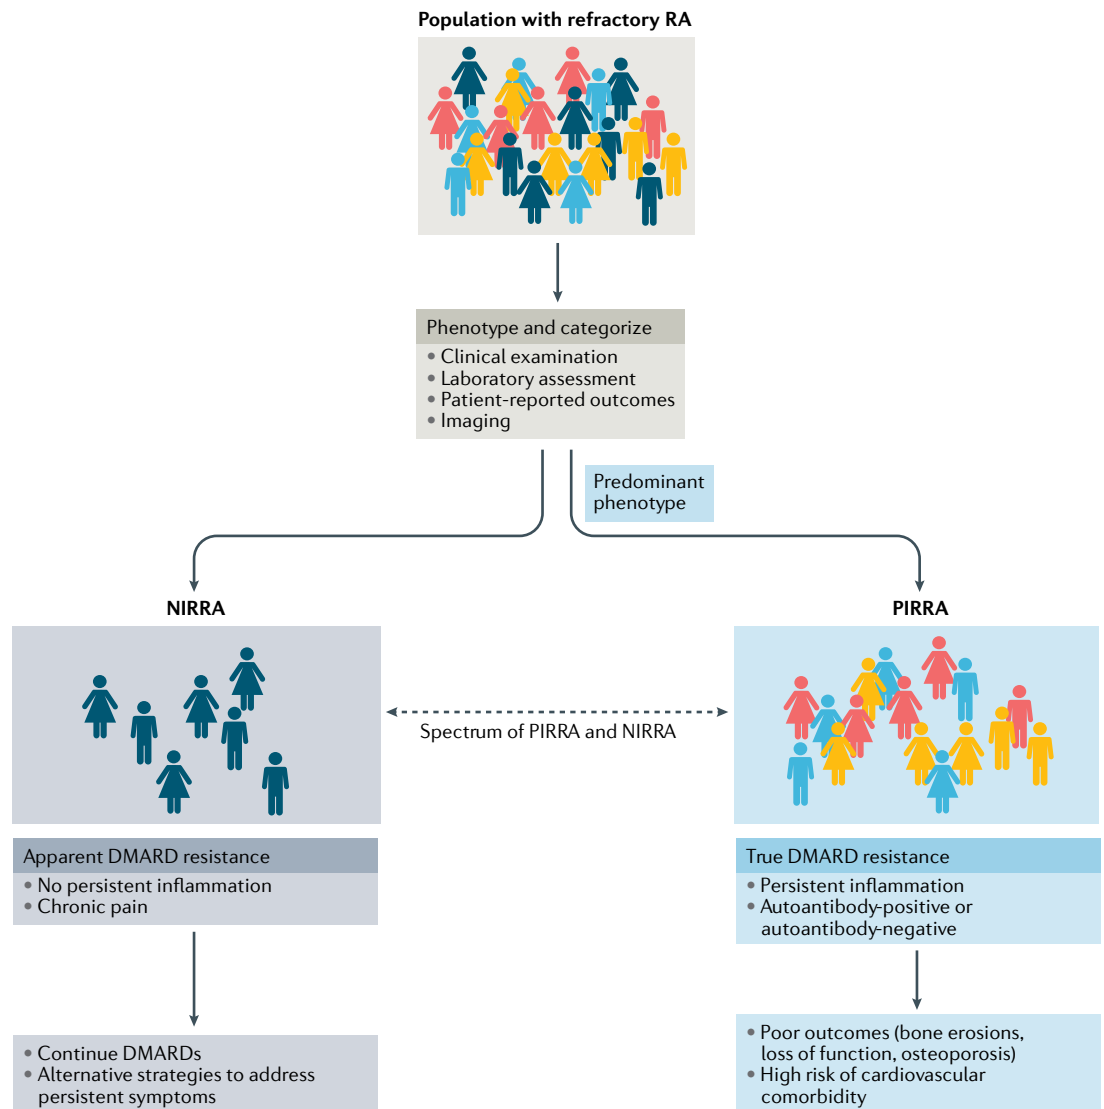 Population with refractory RA
Phenotype and categorize
• Clinical examination
• Laboratory assessment
• Patient-reported outcomes
• Imaging
Predominant
phenotype
NIRRA
PIRRA
Spectrum of PIRRA and NIRRA
Apparent DMARD resistance
• No persistent inflammation
• Chronic pain
True DMARD resistance
• Persistent inflammation
• Autoantibody-positive or
autoantibody-negative
• Continue DMARDs
• Alternative strategies to address
persistent symptoms
• Poor outcomes (bone erosions,
loss of function, osteoporosis)
• High risk of cardiovascular
comorbidity